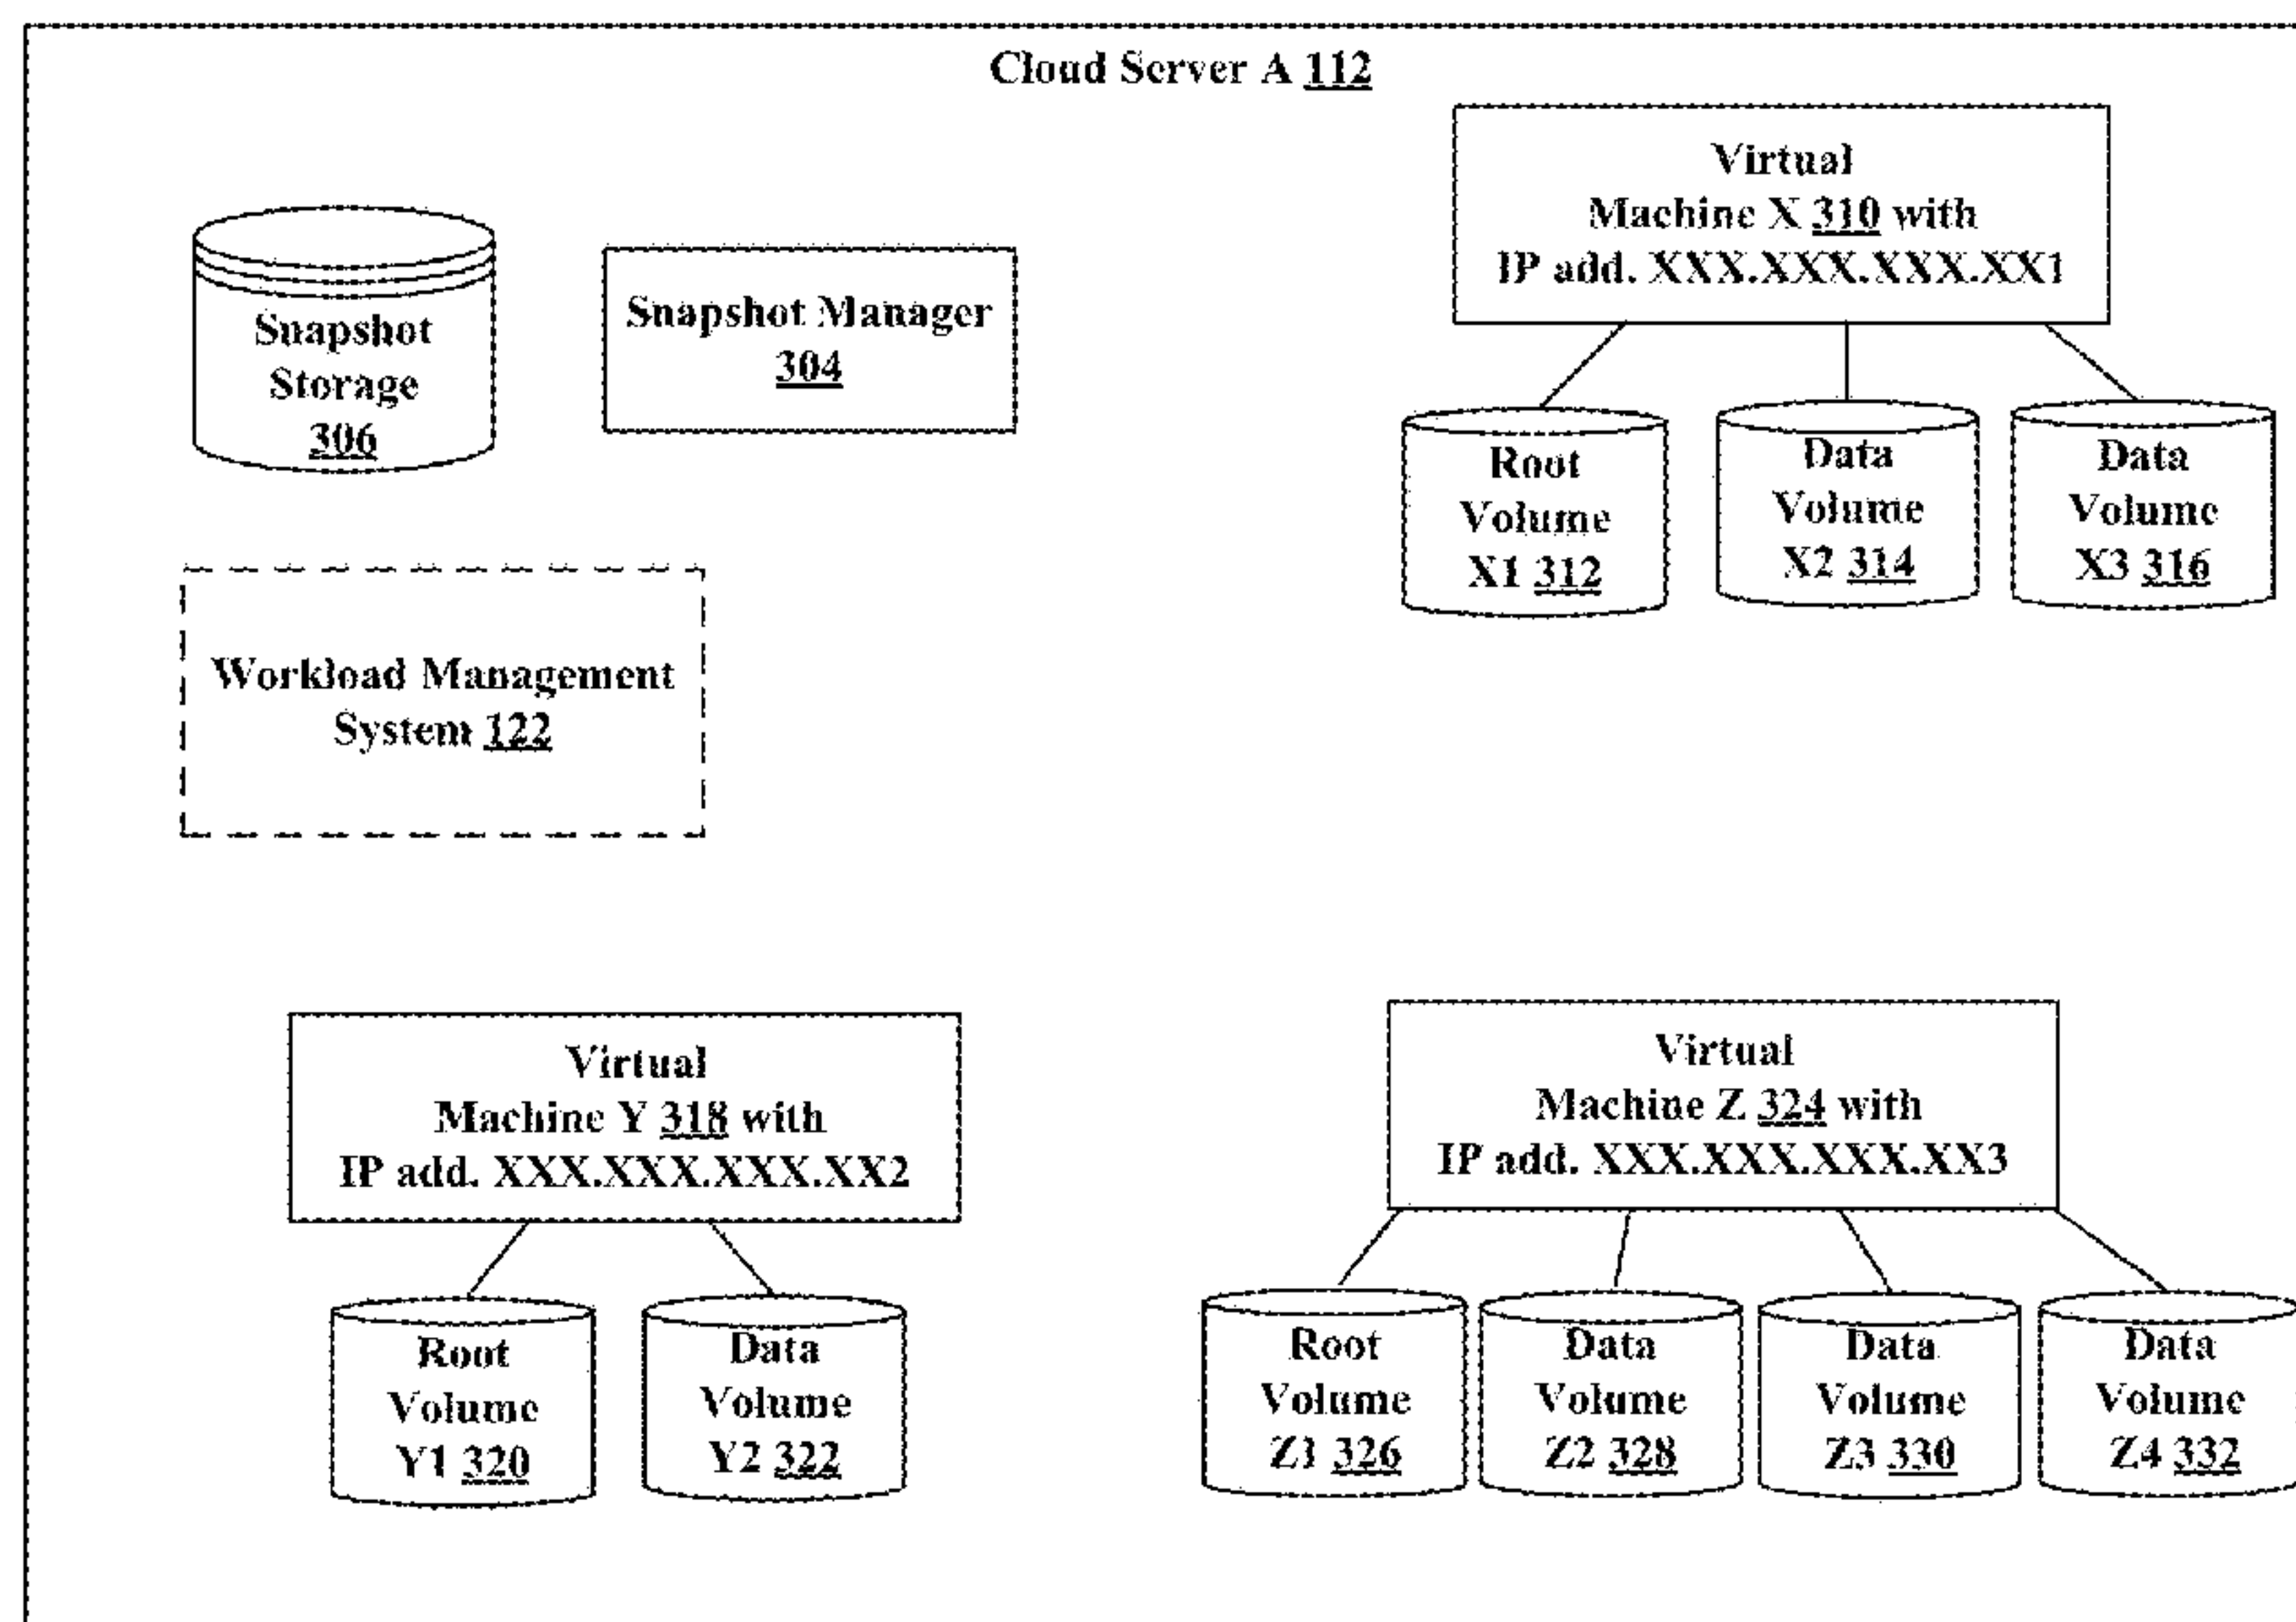 Cloud Server A 112
Virtual
Machine X 310 with
IP add. XXX.XXX.XXX.XX1
Snapshot
Storage
306
Snapshot Manager
304
Root
Volume
X1 312
Data
Volume
X2 314
Data
Volume
X3 316
Workload Management
System 122
Virtual
Machine Y 318 with
IP add. XXX.XXX.XXX.XX2
Root
Volume
Y1 320
Data
Volume
Y2 322
Virtual
Machine Z 324 with
IP add. XXX.XXX.XXX.XX3
Root
Volume
Z1 326
Data
Volume
Z2 328
Data
Volume
Z3 330
Data
Volume
Z4 332